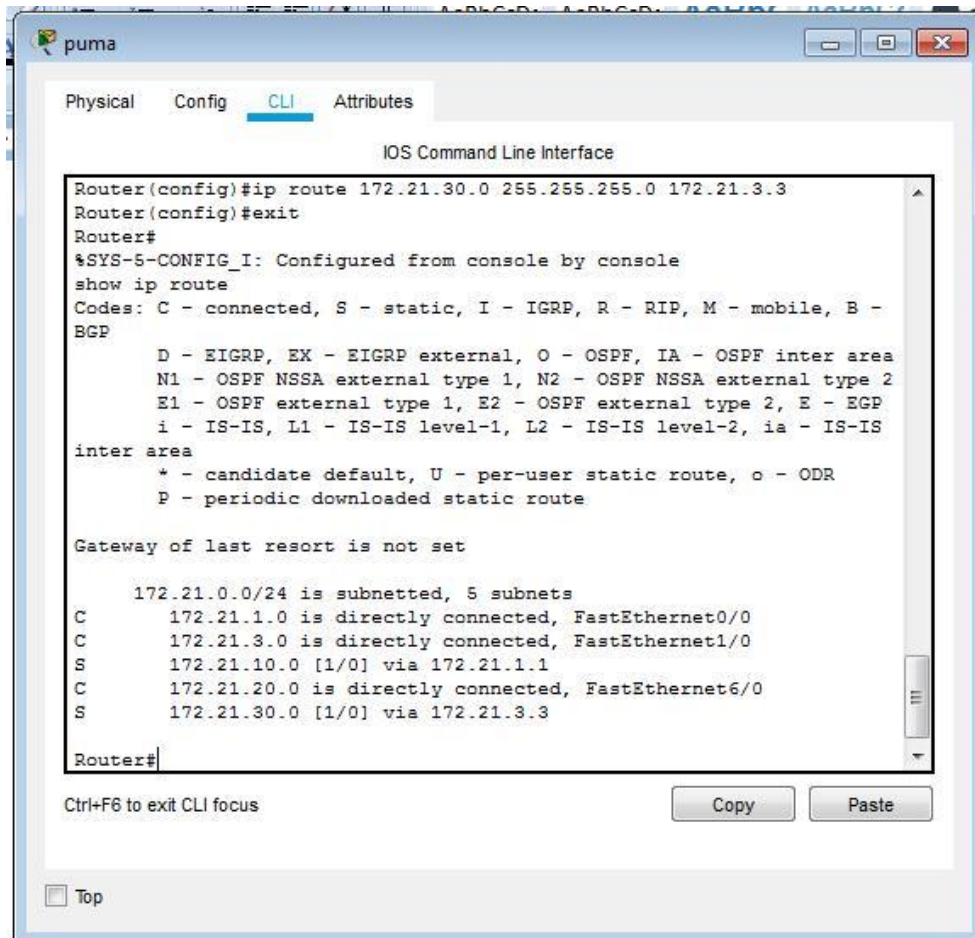 puma
Physical Config CLI Attributes
IOS Command Line Interface
Router(config)#ip route 172.21.30.0 255.255.255.0 172.21.3.3
Router(config)#exit
Router#
%SYS-5-CONFIG_I: Configured from console by console
show ip route
Codes: C - connected, S - static, I - IGRP, R - RIP, M - mobile, B -
BGP
D - EIGRP, EX - EIGRP external, O - OSPF, IA - OSPF inter area
N1 - OSPF NSSA external type 1, N2 - OSPF NSSA external type 2
E1 - OSPF external type 1, E2 - OSPF external type 2, E - EGP
i - IS-IS, L1 - IS-IS level-1, L2 - IS-IS level-2, ia - IS-IS
inter area
* - candidate default, U - per-user static route, o - ODR
P - periodic downloaded static route
Gateway of last resort is not set
172.21.0.0/24 is subnetted, 5 subnets
C 172.21.1.0 is directly connected, FastEthernet0/0
C 172.21.3.0 is directly connected, FastEthernet1/0
S 172.21.10.0 [1/0] via 172.21.1.1
C 172.21.20.0 is directly connected, FastEthernet6/0
S 172.21.30.0 [1/0] via 172.21.3.3
Router#
Ctrl+F6 to exit CLI focus
Copy Paste
Top